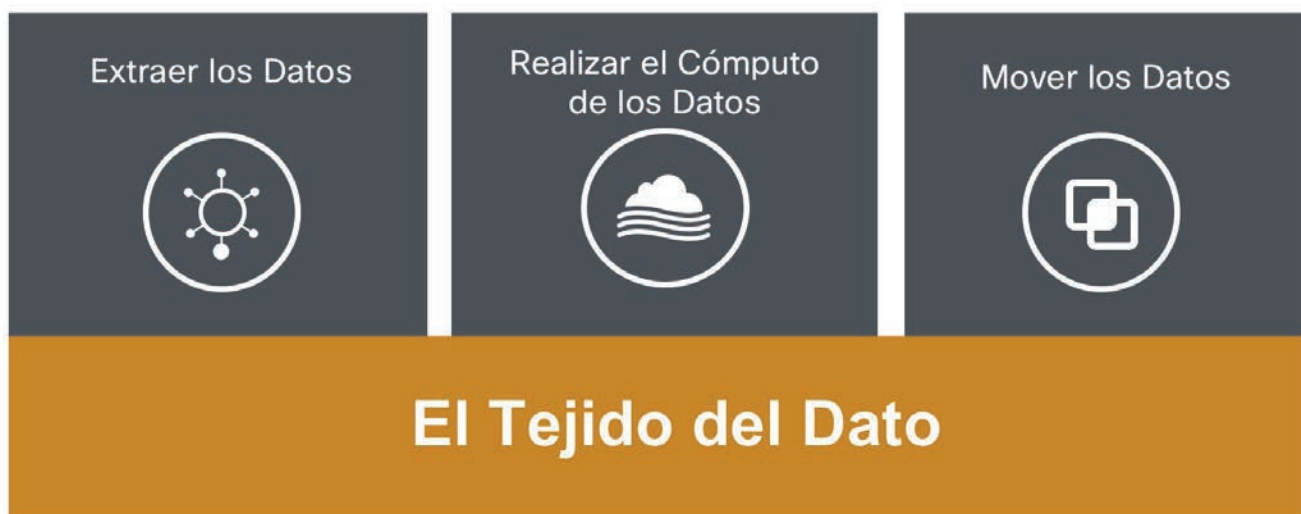 Extraer los Datos
Realizar el Cómputo
de los Datos
Mover los Datos
El Tejido del Dato